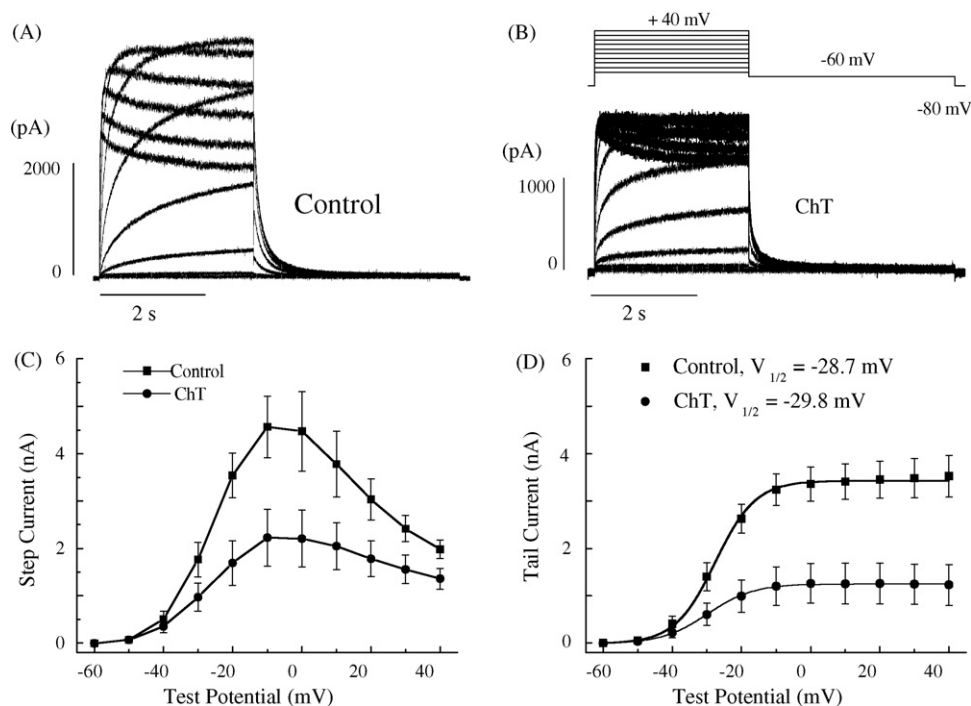 (A)
(pA)
2000
0
Control
2 s
(B)
+ 40 mV
-60 mV
-80 mV
(pA)
1000
0
ChT
2 s
(C)
Control
ChT
Step Current (nA)
6
4
2
0
-60 -40 -20 0 20 40
Test Potential (mV)
(D)
Control, V 1/2 = -28.7 mV
ChT, V 1/2 = -29.8 mV
Tail Current (nA)
6
4
2
0
-60 -40 -20 0 20 40
Test Potential (mV)